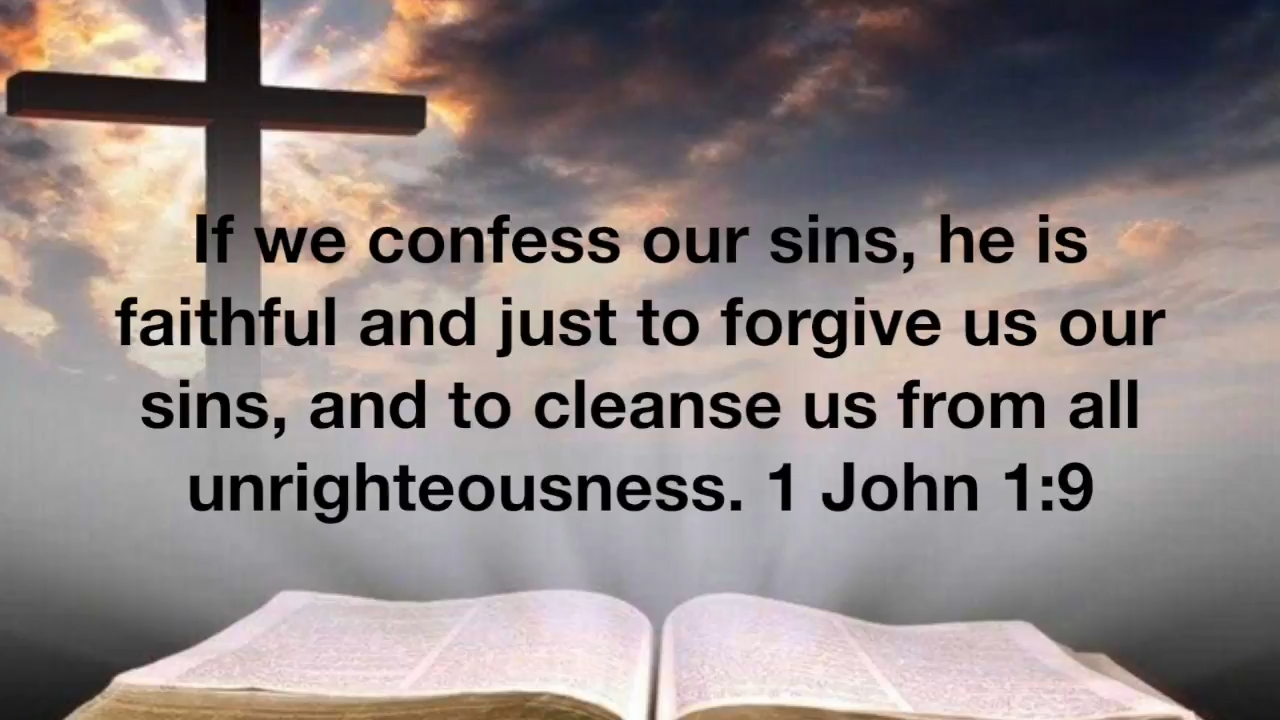 If we confess our sins, he is
faithful and just to forgive us our
sins, and to cleanse us from all
unrighteousness. 1 John 1:9